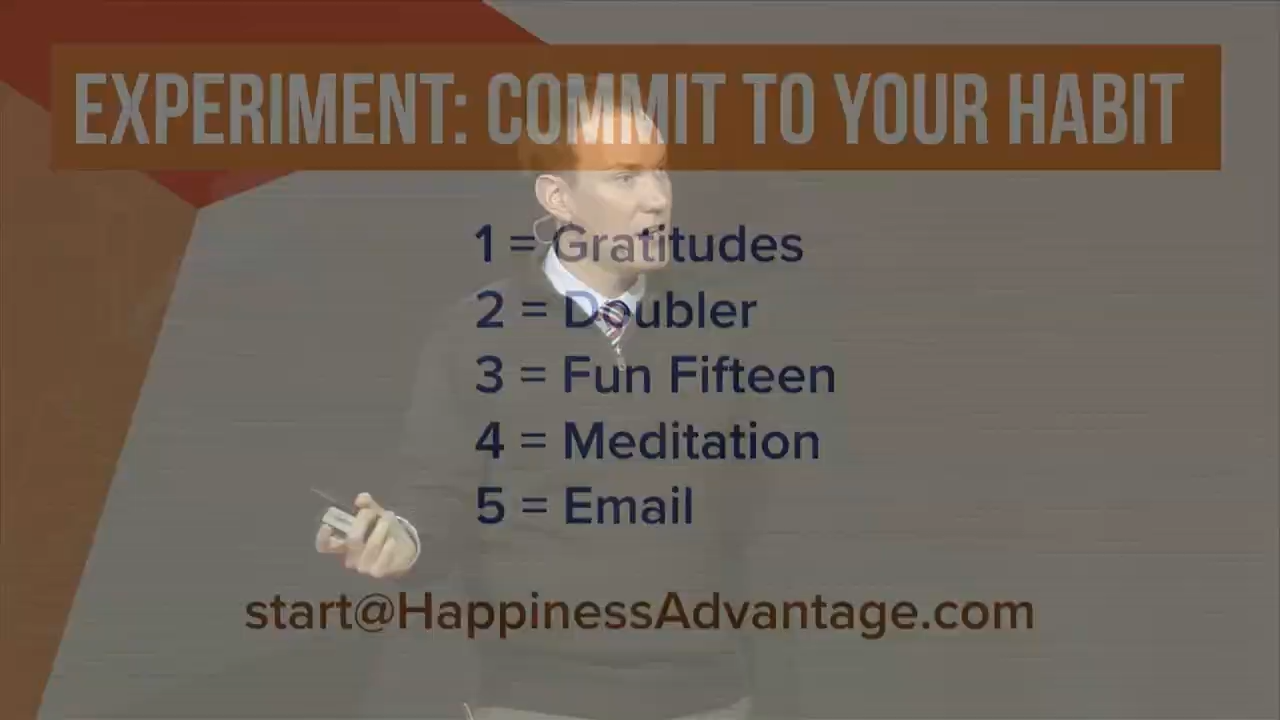 EXPERIMENT: COMMIT TO YOUR HABIT
1 = Gratitudes
2 = Doubler
3 = Fun Fifteen
4 = Meditation
5 = Email
start@HappinessAdvantage.com